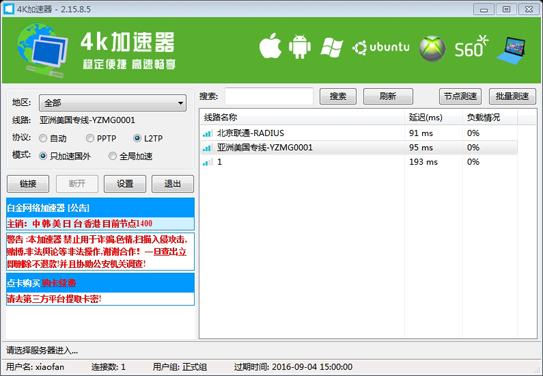 4K加速器 - 2.15.8.5
4k加速器
稳定便捷 高速畅享
ubuntu
S60
地区: 全部
线路: 亚洲美国专线-YZMG0001
协议: 自动 PPTP L2TP
模式: 只加速国外 全局加速
链接 断开 设置 退出
白金网络加速器 [公告]
主销：中 韩 美 日 台 香港 目前节点1400
警告:本加速器 禁止用于诈骗,色情,扫描入侵攻击,
赌博,非法舆论等非法操作,谢谢合作！一旦查出立
即删除不退款!并且协助公安机关调查!
点卡购买 购卡续费
请去第三方平台提取卡密!
搜索: 搜索 刷新 节点测速 批量测速
线路名称 延迟(ms) 负载情况
北京联通-RADIUS 91 ms 0%
亚洲美国专线-YZMG0001 95 ms 0%
1 193 ms 0%
请选择服务器进入...
用户名: xiaofan 连接数: 1 用户组: 正式组 过期时间: 2016-09-04 15:00:00